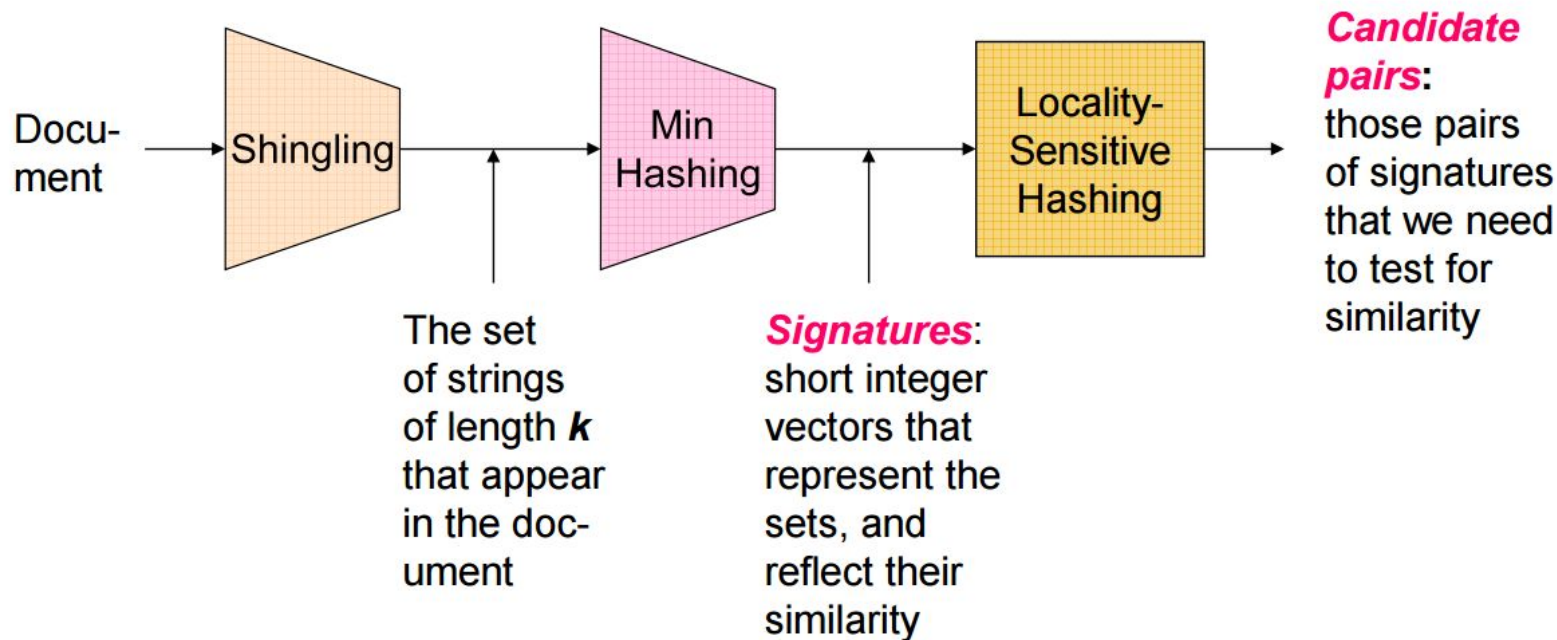 Docu-
ment
Shingling
The set
of strings
of length k
that appear
in the doc-
ument
Min
Hashing
Signatures:
short integer
vectors that
represent the
sets, and
reflect their
similarity
Locality-
Sensitive
Hashing
Candidate
pairs:
those pairs
of signatures
that we need
to test for
similarity